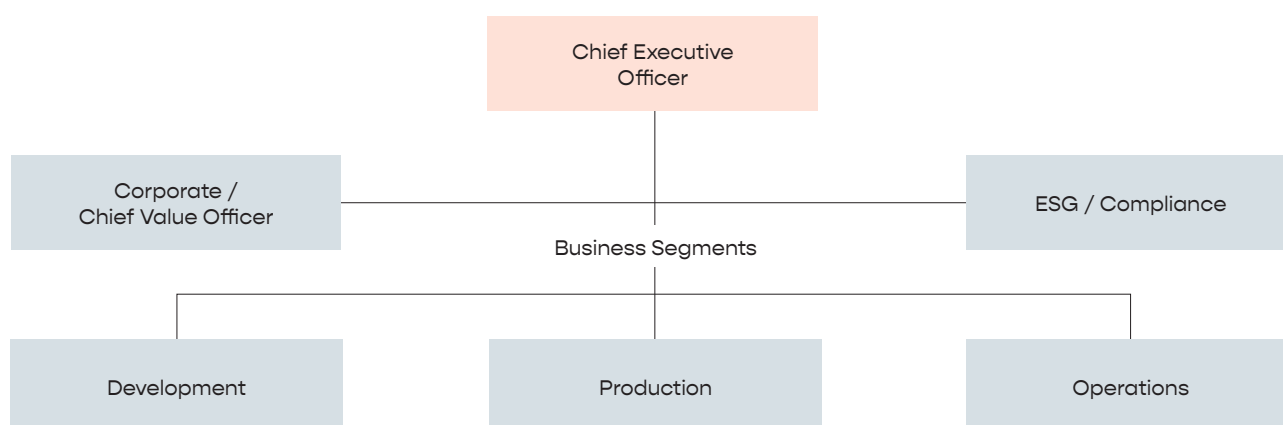 Chief Executive
Officer
Corporate /
Chief Value Officer
ESG / Compliance
Business Segments
Development
Production
Operations